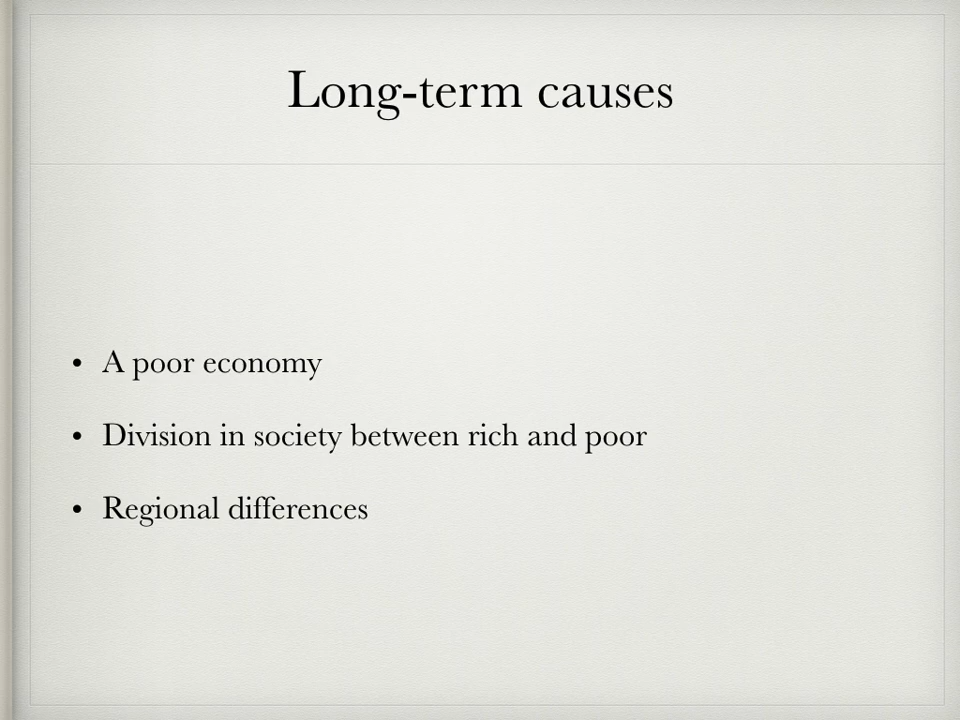 Long-term causes
• A poor economy
• Division in society between rich and poor
• Regional differences